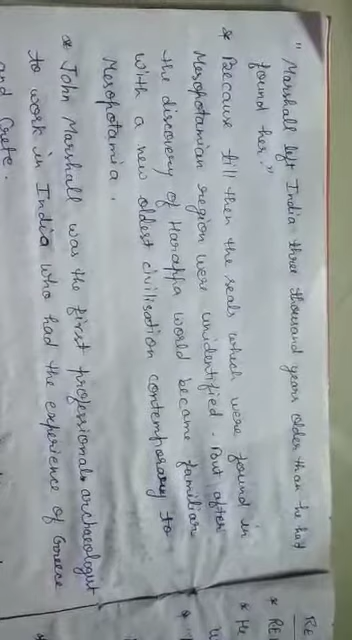 " Marshall left India three thousand years older than he had
found her."
* Because till then the seals which were found in
Mesopotamian region were unidentified. But after
the discovery of Harappa world became familiar
with a new oldest civilisation contemporary to
Mesopotamia.
* John Marshall was the first professional archaeologist
to work in India who had the experience of Greece
and Crete.
RE
* REI
* He